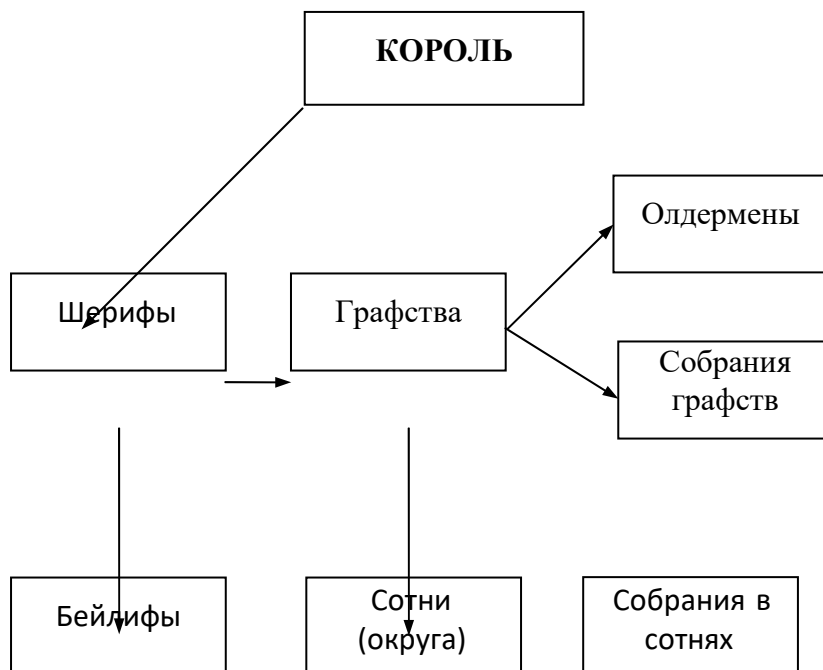 КОРОЛЬ
Олдермены
Шерифы
Графства
Собрания
графств
Бейлифы
Сотни
(округа)
Собрания в
сотнях